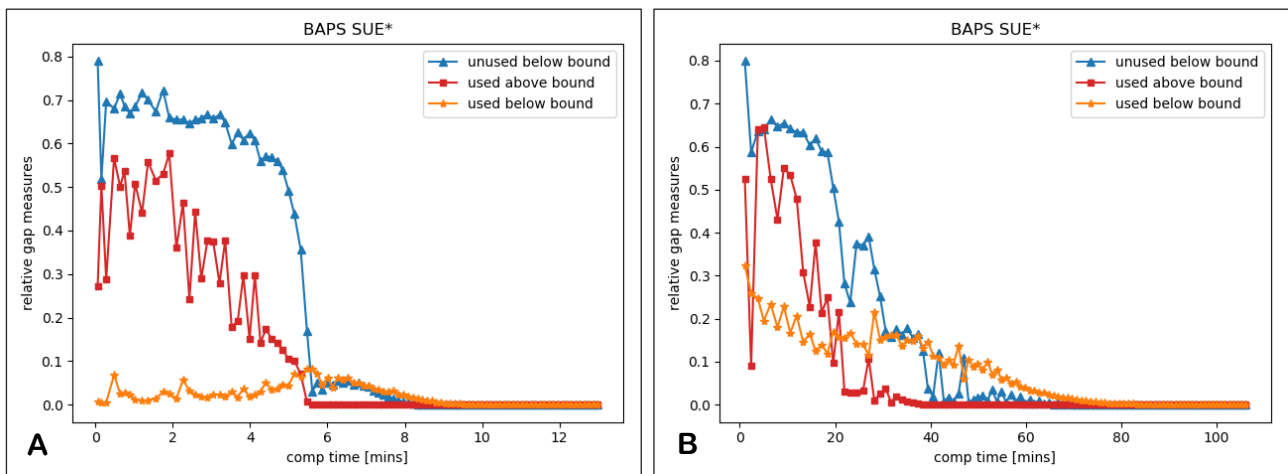 BAPS SUE*
0.8
0.7
0.6
0.5
0.4
0.3
0.2
0.1
0.0
relative gap measures
unused below bound
used above bound
used below bound
0 2 4 6 8 10 12
comp time [mins]
A
BAPS SUE*
0.8
0.7
0.6
0.5
0.4
0.3
0.2
0.1
0.0
relative gap measures
unused below bound
used above bound
used below bound
0 20 40 60 80 100
comp time [mins]
B